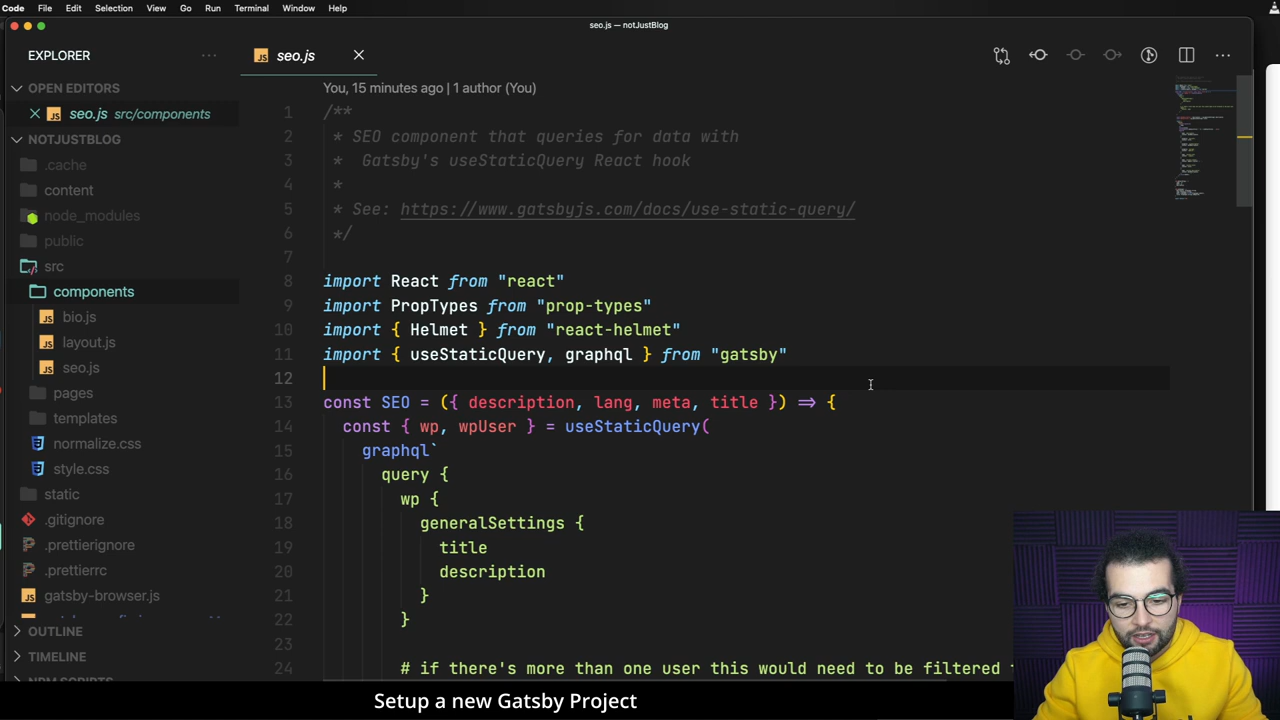 Code File Edit Selection View Go Run Terminal Window Help
seo.js — notJustBlog
EXPLORER
seo.js
OPEN EDITORS
seo.js src/components
NOTJUSTBLOG
.cache
content
node_modules
public
src
components
bio.js
layout.js
seo.js
pages
templates
normalize.css
style.css
static
.gitignore
.prettierignore
.prettierrc
gatsby-browser.js
OUTLINE
TIMELINE
NPM SCRIPTS
You, 15 minutes ago | 1 author (You)
1 /**
2 * SEO component that queries for data with
3 * Gatsby's useStaticQuery React hook
4 *
5 * See: https://www.gatsbyjs.com/docs/use-static-query/
6 */
7
8 import React from "react"
9 import PropTypes from "prop-types"
10 import { Helmet } from "react-helmet"
11 import { useStaticQuery, graphql } from "gatsby"
12
13 const SEO = ({ description, lang, meta, title }) => {
14 const { wp, wpUser } = useStaticQuery(
15 graphql`
16 query {
17 wp {
18 generalSettings {
19 title
20 description
21 }
22 }
23
24 # if there's more than one user this would need to be filtered
Setup a new Gatsby Project